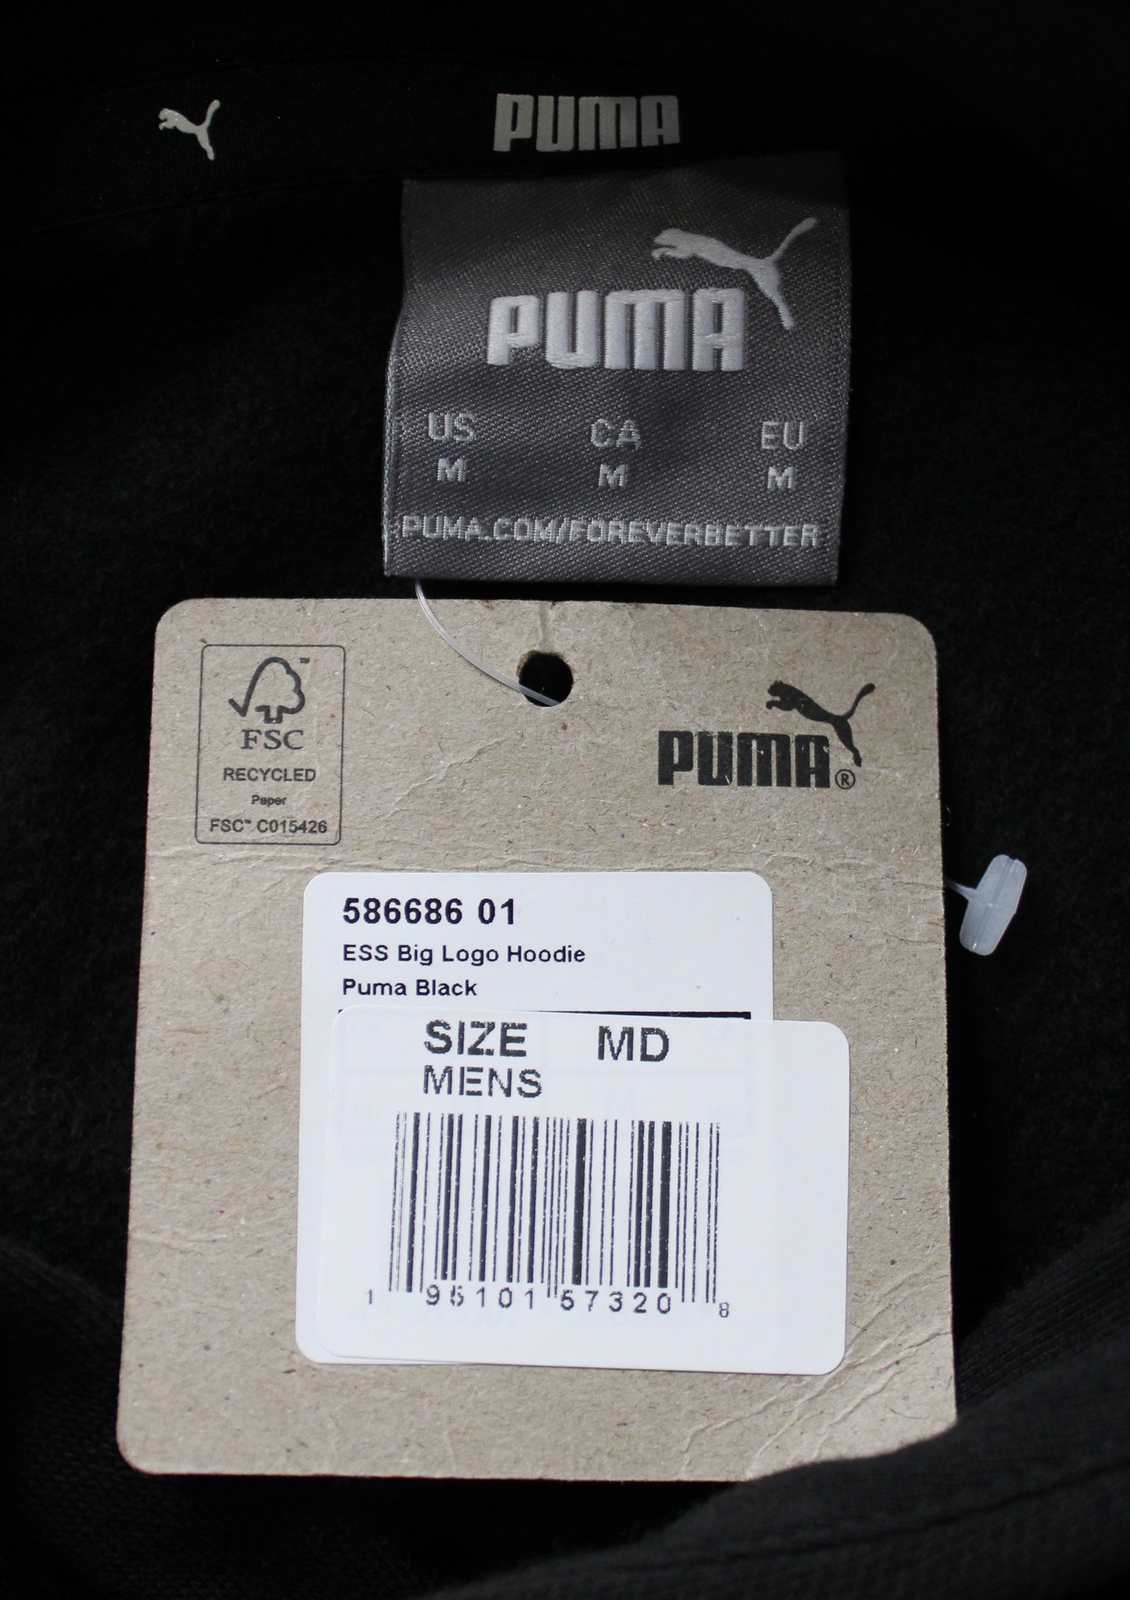 PUMA
PUMA
US CA EU
M M M
PUMA.COM/FOREVERBETTER
FSC™
RECYCLED
Paper
FSC™ C015426
PUMA®
586686 01
ESS Big Logo Hoodie
Puma Black
SIZE MD
MENS
1 95101 57320 8